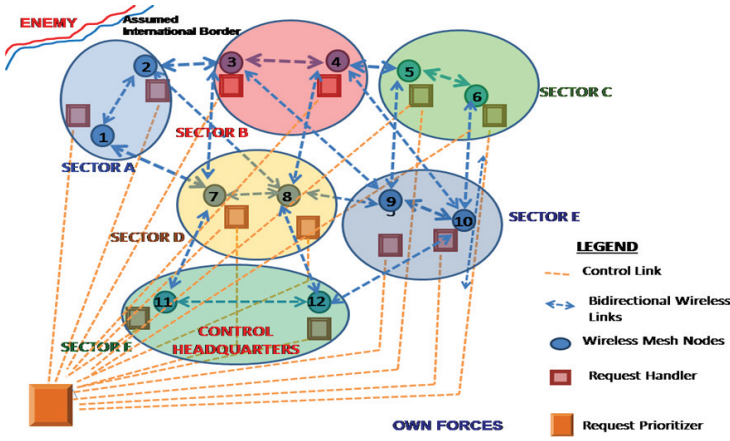 ENEMY
Assumed
International Border
1
2
3
4
5
6
SECTOR A
SECTOR B
SECTOR C
7
8
9
10
SECTOR D
SECTOR E
11
12
CONTROL
HEADQUARTERS
SECTOR F
OWN FORCES
LEGEND
Control Link
Bidirectional Wireless
Links
Wireless Mesh Nodes
Request Handler
Request Prioritizer